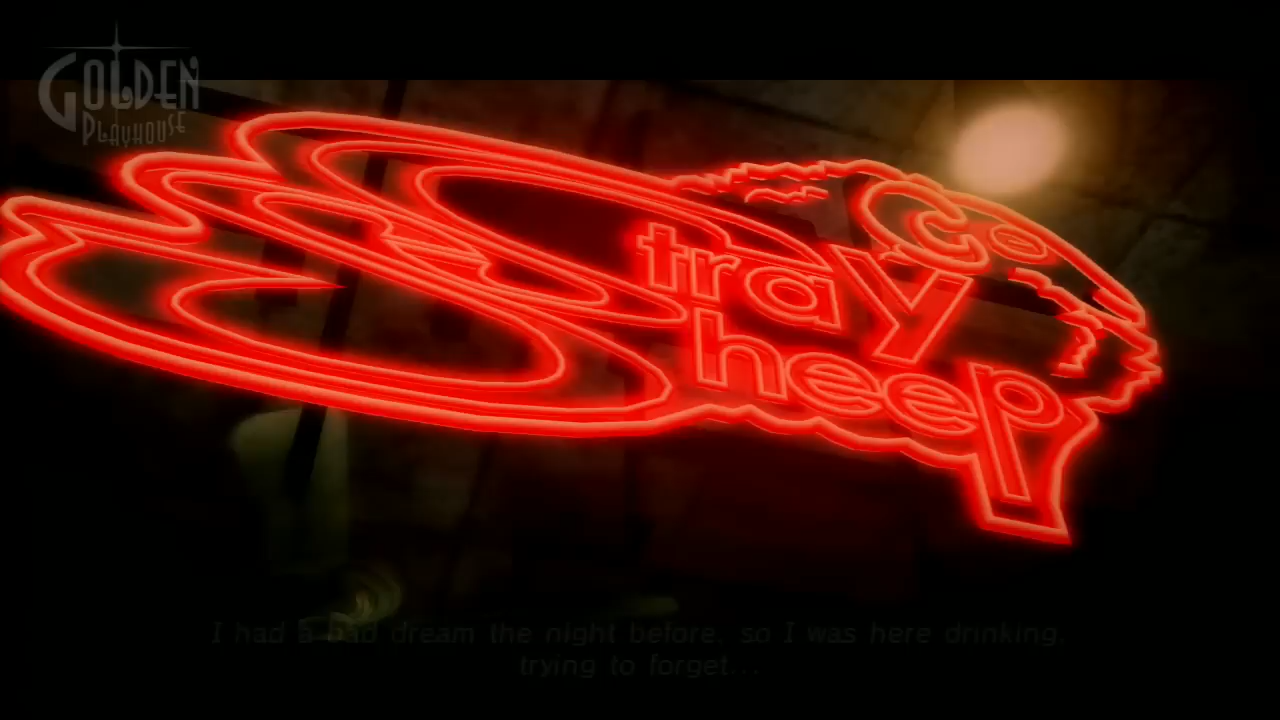 GOLDEN
PLAYHOUSE
Stray
Sheep
I had a bad dream the night before, so I was here drinking,
trying to forget...